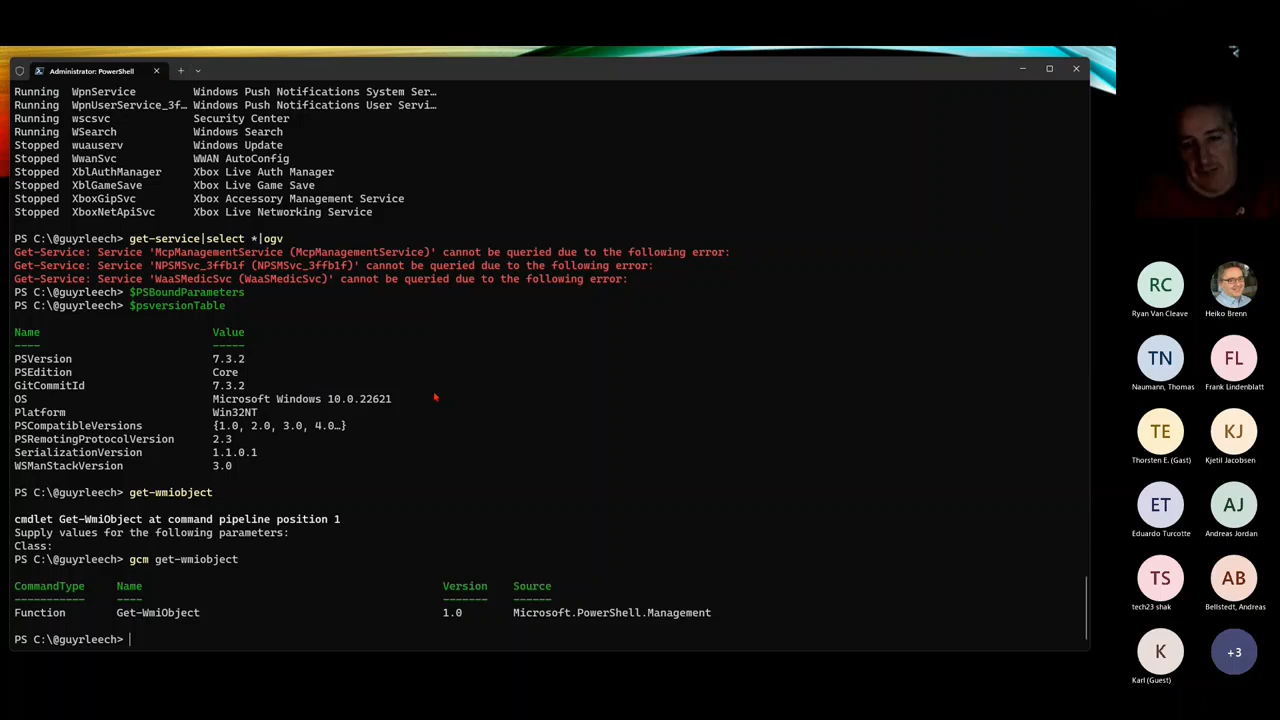 Administrator: PowerShell
Running WpnService Windows Push Notifications System Ser…
Running WpnUserService_3f… Windows Push Notifications User Servi…
Running wscsvc Security Center
Running WSearch Windows Search
Stopped wuauserv Windows Update
Stopped WwanSvc WWAN AutoConfig
Stopped XblAuthManager Xbox Live Auth Manager
Stopped XblGameSave Xbox Live Game Save
Stopped XboxGipSvc Xbox Accessory Management Service
Stopped XboxNetApiSvc Xbox Live Networking Service
PS C:\@guyrleech> get-service|select *|ogv
Get-Service: Service 'McpManagementService (McpManagementService)' cannot be queried due to the following error:
Get-Service: Service 'NPSMSvc_3ffb1f (NPSMSvc_3ffb1f)' cannot be queried due to the following error:
Get-Service: Service 'WaaSMedicSvc (WaaSMedicSvc)' cannot be queried due to the following error:
PS C:\@guyrleech> $PSBoundParameters
PS C:\@guyrleech> $psversionTable
Name Value
---- -----
PSVersion 7.3.2
PSEdition Core
GitCommitId 7.3.2
OS Microsoft Windows 10.0.22621
Platform Win32NT
PSCompatibleVersions {1.0, 2.0, 3.0, 4.0…}
PSRemotingProtocolVersion 2.3
SerializationVersion 1.1.0.1
WSManStackVersion 3.0
PS C:\@guyrleech> get-wmiobject
cmdlet Get-WmiObject at command pipeline position 1
Supply values for the following parameters:
Class:
PS C:\@guyrleech> gcm get-wmiobject
CommandType Name Version Source
----------- ---- ------- ------
Function Get-WmiObject 1.0 Microsoft.PowerShell.Management
PS C:\@guyrleech>
RC
Ryan Van Cleave
Heiko Brenn
TN
Naumann, Thomas
FL
Frank Lindenblatt
TE
Thorsten E. (Gast)
KJ
Kjetil Jacobsen
ET
Eduardo Turcotte
AJ
Andreas Jordan
TS
tech23 shak
AB
Bellstedt, Andreas
K
Karl (Guest)
+3